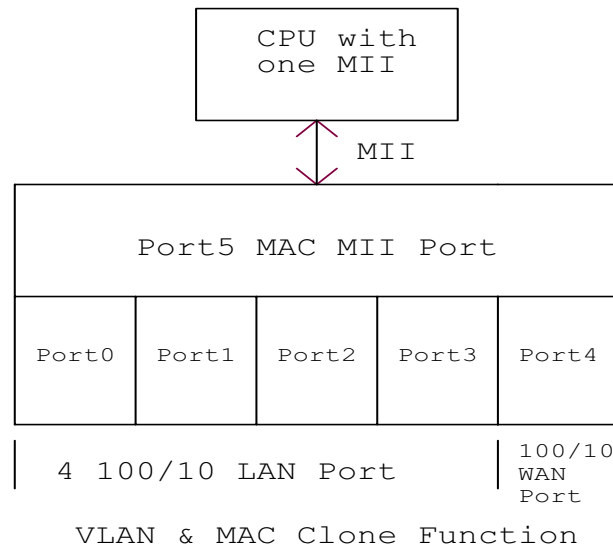 CPU with
one MII
MII
Port5 MAC MII Port
Port0 Port1 Port2 Port3 Port4
4 100/10 LAN Port
100/10
WAN
Port
VLAN & MAC Clone Function